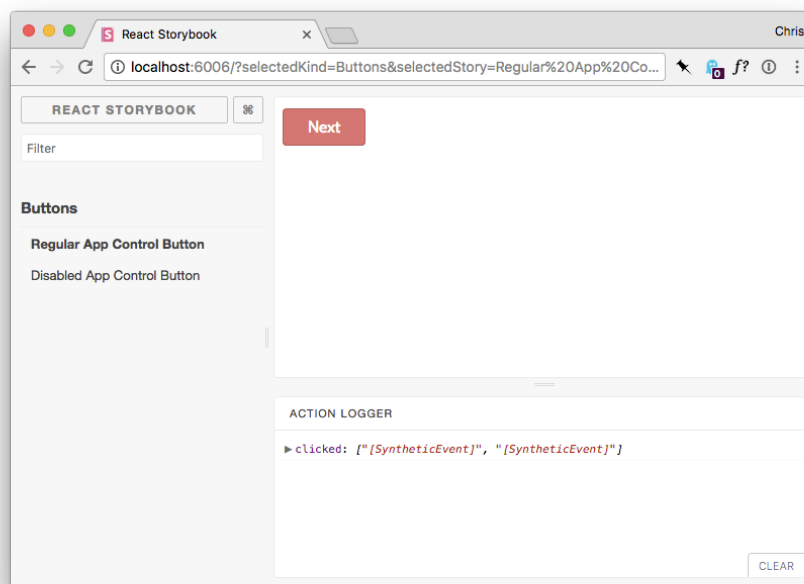 S React Storybook
Chris
localhost:6006/?selectedKind=Buttons&selectedStory=Regular%20App%20Co...
0 f?
REACT STORYBOOK ⌘
Filter
Buttons
Regular App Control Button
Disabled App Control Button
Next
ACTION LOGGER
▶clicked: ["[SyntheticEvent]", "[SyntheticEvent]"]
CLEAR